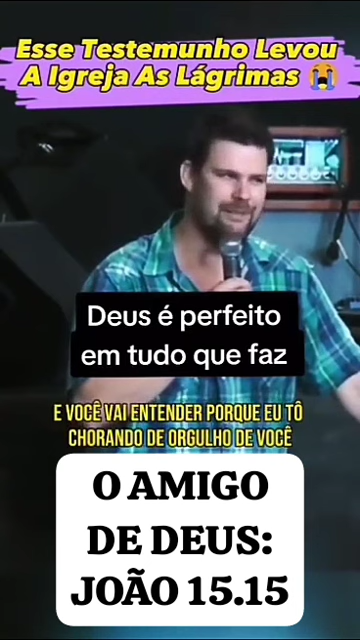 Esse Testemunho Levou
A Igreja As Lágrimas 😭
Deus é perfeito
em tudo que faz
E VOCÊ VAI ENTENDER PORQUE EU TÔ
CHORANDO DE ORGULHO DE VOCÊ
O AMIGO
DE DEUS:
JOÃO 15.15